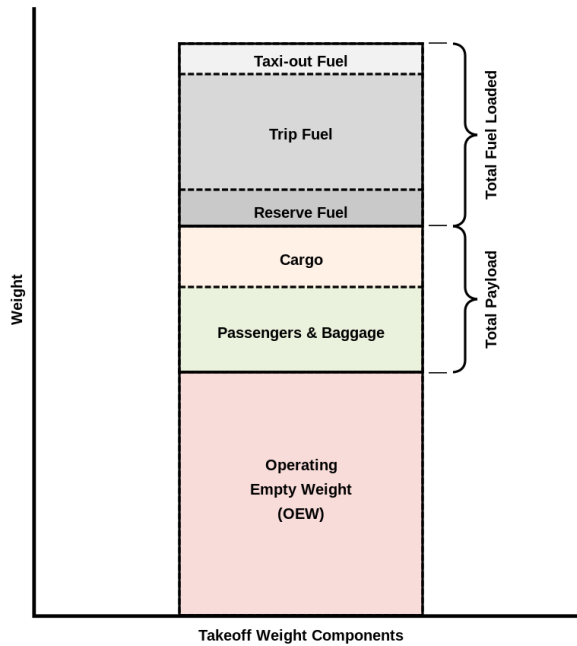 Taxi-out Fuel
Trip Fuel
Reserve Fuel
Cargo
Passengers & Baggage
Operating
Empty Weight
(OEW)
Total Fuel Loaded
Total Payload
Weight
Takeoff Weight Components